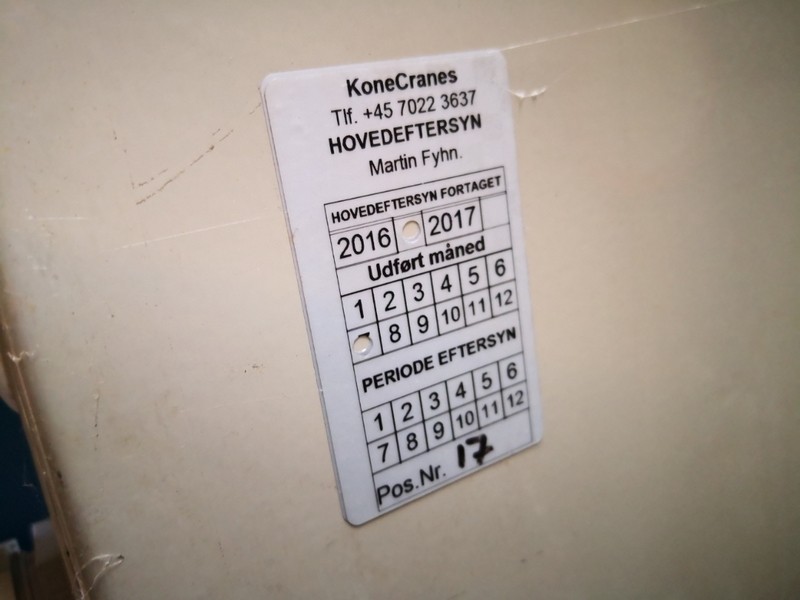 KoneCranes
Tlf. +45 7022 3637
HOVEDEFTERSYN
Martin Fyhn.
HOVEDEFTERSYN FORTAGET
2016 2017
Udført måned
1 2 3 4 5 6
7 8 9 10 11 12
PERIODE EFTERSYN
1 2 3 4 5 6
7 8 9 10 11 12
Pos.Nr. 17